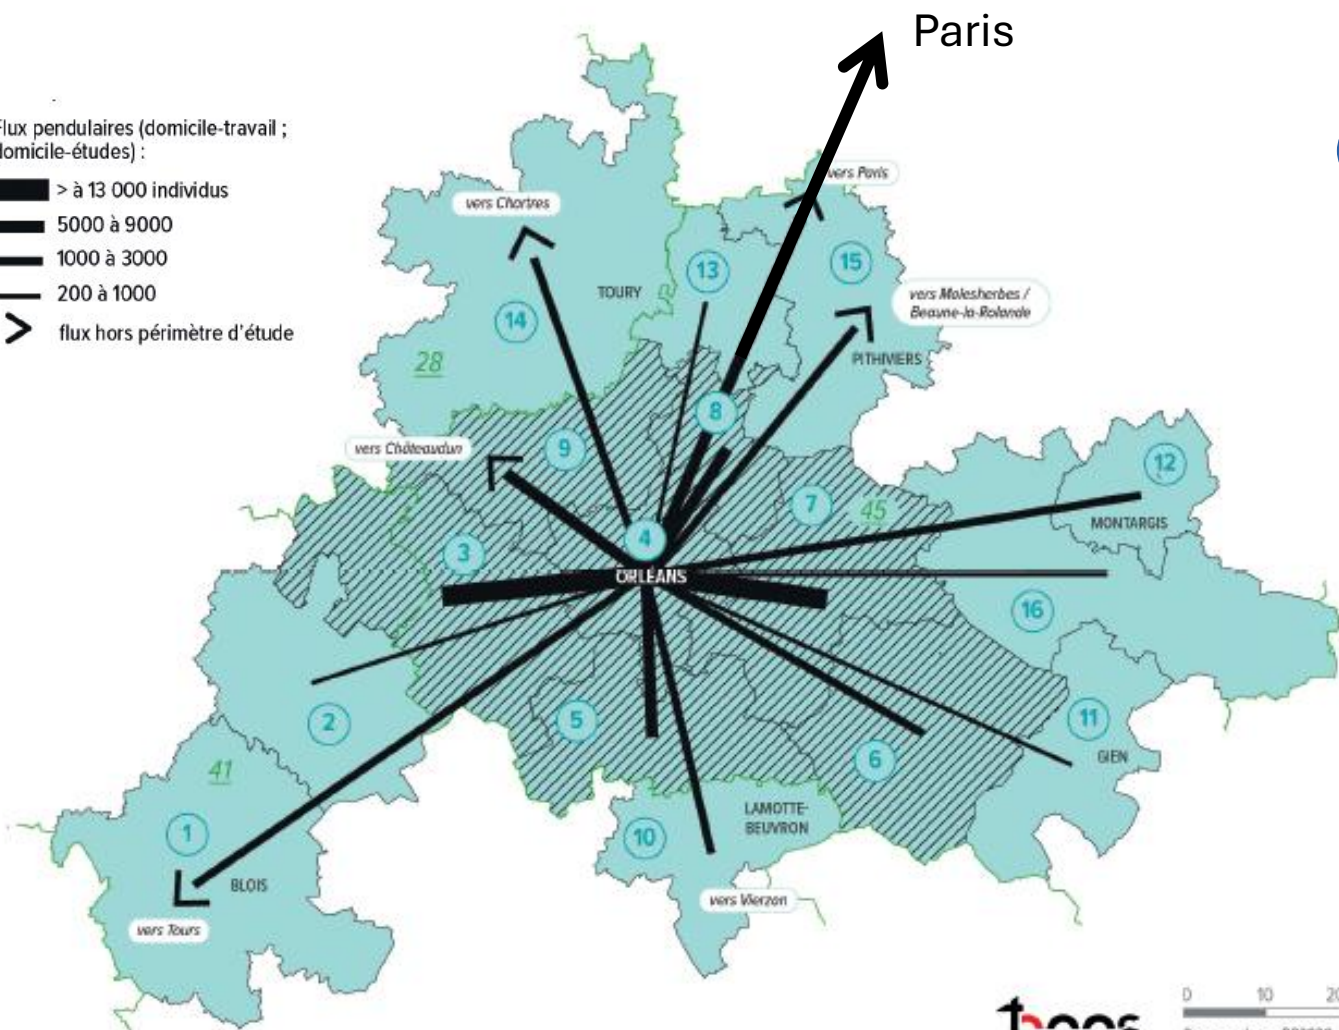 Paris
Flux pendulaires (domicile-travail ;
domicile-études) :
> à 13 000 individus
5000 à 9000
1000 à 3000
200 à 1000
flux hors périmètre d'étude
vers Paris
vers Chartres
13
15
TOURY
vers Malesherbes /
Beaune-la-Rolande
14
28
PITHIVIERS
8
9
vers Châteaudun
12
7
45
MONTARGIS
4
3
ORLÉANS
16
2
5
11
6
GIEN
41
LAMOTTE-
BEUVRON
1
10
BLOIS
vers Vierzon
vers Tours
0 10 20